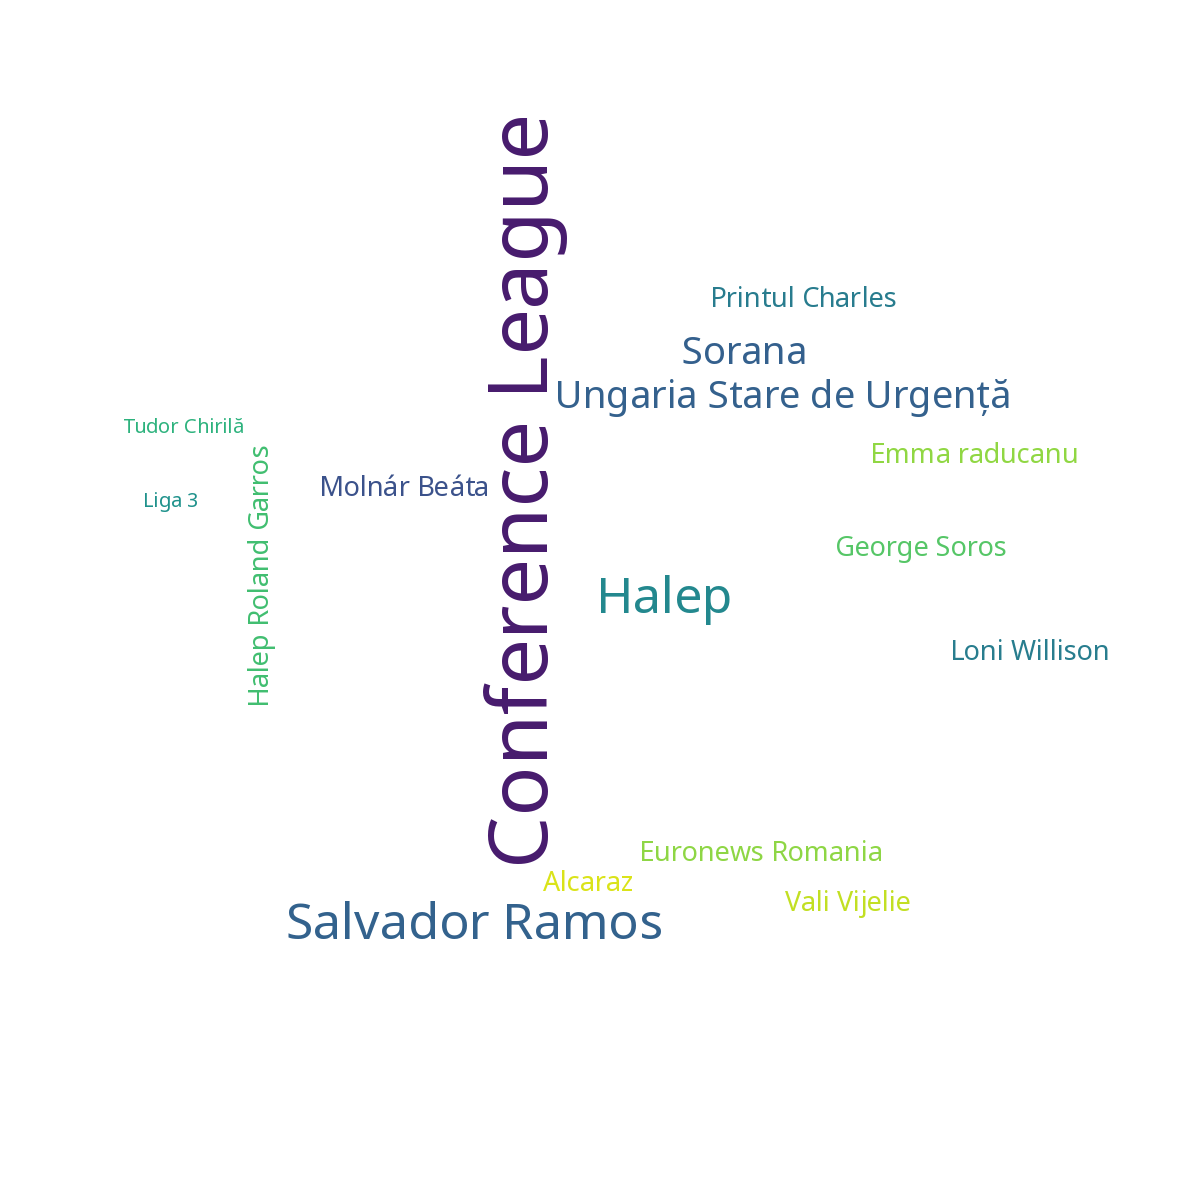 Conference League
Printul Charles
Sorana
Ungaria Stare de Urgență
Tudor Chirilă
Emma raducanu
Molnár Beáta
Liga 3
Halep Roland Garros
George Soros
Halep
Loni Willison
Euronews Romania
Alcaraz
Vali Vijelie
Salvador Ramos